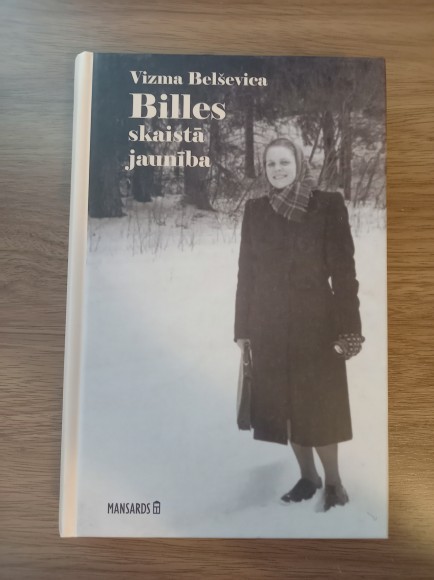 Vizma Belševica
Billes
skaistā
jaunība
MANSARDS